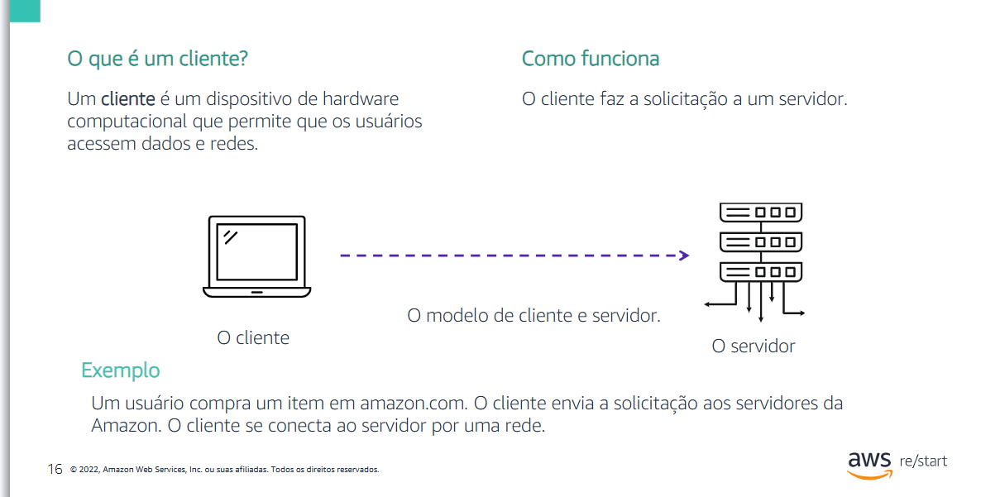 O que é um cliente?
Um cliente é um dispositivo de hardware
computacional que permite que os usuários
acessem dados e redes.
Como funciona
O cliente faz a solicitação a um servidor.
O cliente
O modelo de cliente e servidor.
O servidor
Exemplo
Um usuário compra um item em amazon.com. O cliente envia a solicitação aos servidores da
Amazon. O cliente se conecta ao servidor por uma rede.
16 © 2022, Amazon Web Services, Inc. ou suas afiliadas. Todos os direitos reservados.
aws re/start